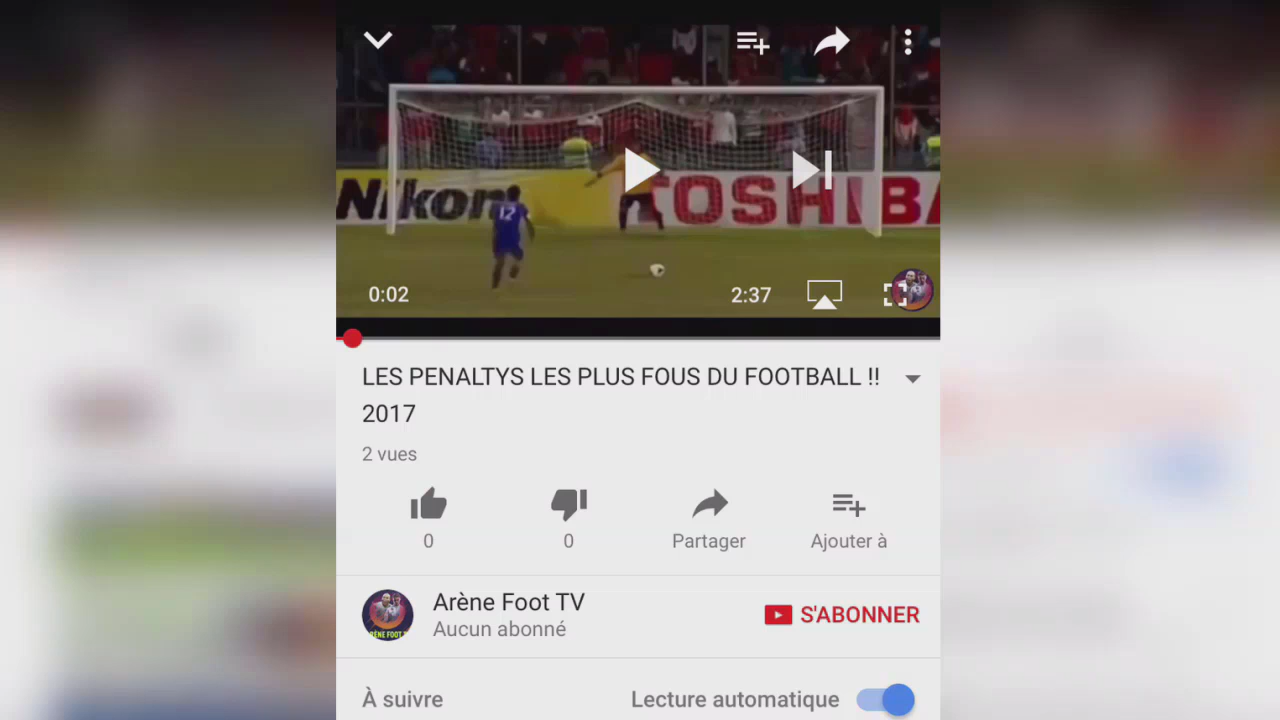 Nikon
TOSHIBA
12
0:02
2:37
LES PENALTYS LES PLUS FOUS DU FOOTBALL !!
2017
2 vues
0
0
Partager
Ajouter à
Arène Foot TV
Aucun abonné
S'ABONNER
À suivre
Lecture automatique